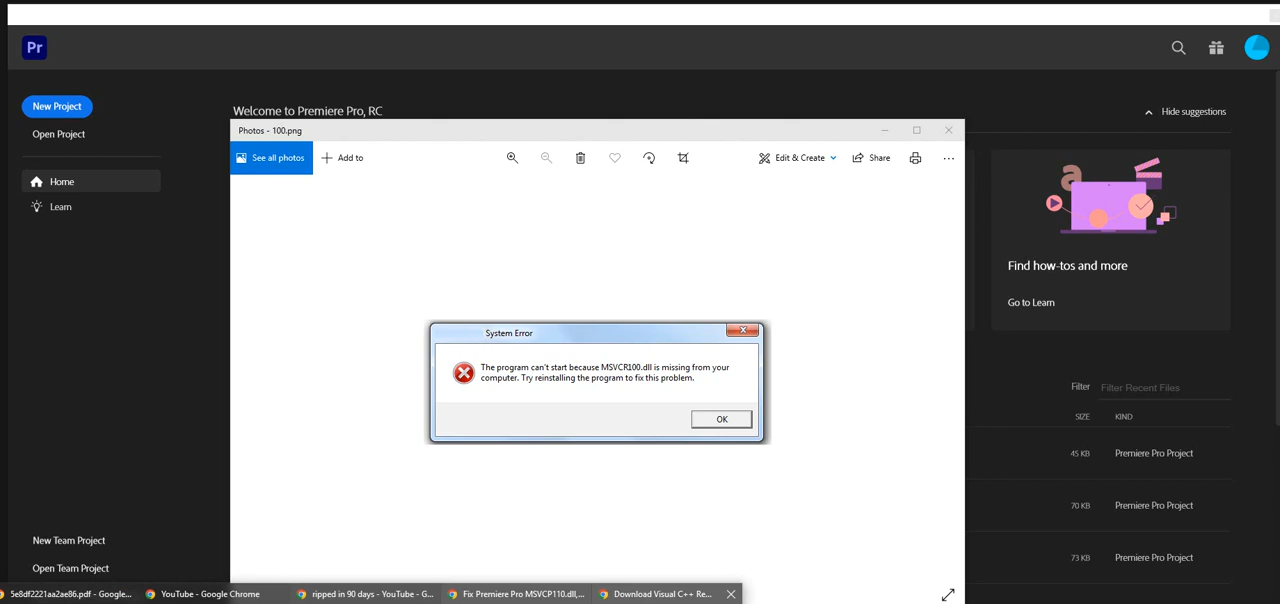 Pr
New Project
Open Project
Home
Learn
Welcome to Premiere Pro, RC
Hide suggestions
Photos - 100.png
See all photos
Add to
Edit & Create
Share
System Error
The program can't start because MSVCR100.dll is missing from your
computer. Try reinstalling the program to fix this problem.
OK
a
Find how-tos and more
Go to Learn
Filter
Filter Recent Files
SIZE KIND
45 KB Premiere Pro Project
70 KB Premiere Pro Project
73 KB Premiere Pro Project
New Team Project
Open Team Project
5e8df2221aa2ae86.pdf - Google...
YouTube - Google Chrome
ripped in 90 days - YouTube - G...
Fix Premiere Pro MSVCP110.dll,...
Download Visual C++ Re...